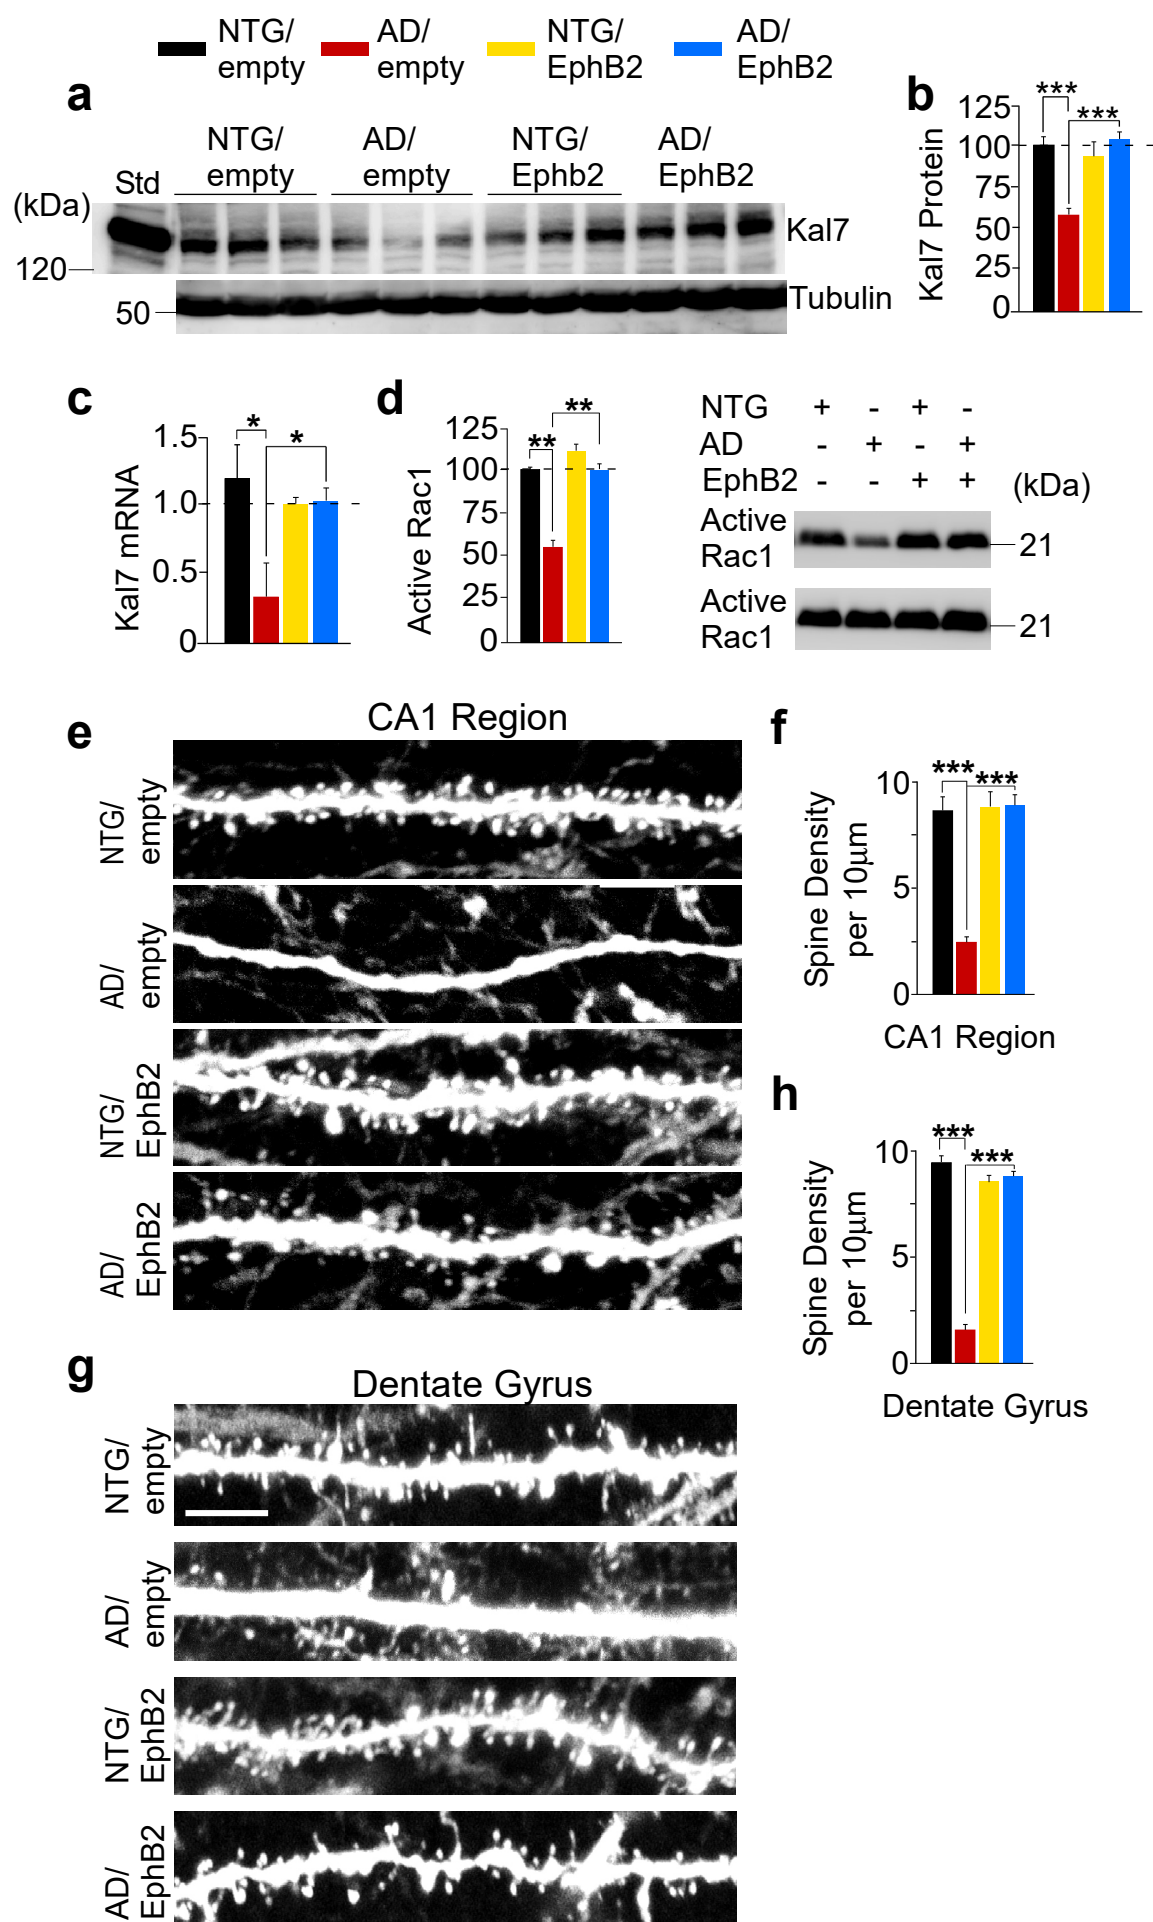 NTG/
empty
AD/
empty
NTG/
EphB2
AD/
EphB2
a
NTG/
empty
AD/
empty
NTG/
Ephb2
AD/
EphB2
Std
(kDa)
Kal7
120
50
Tubulin
b
***
***
125
100
75
50
25
0
Kal7 Protein
c
*
*
1.5
1.0
0.5
0
Kal7 mRNA
d
**
**
125
100
75
50
25
0
Active Rac1
NTG + - + -
AD - + - +
EphB2 - - + +
(kDa)
Active
Rac1
21
Active
Rac1
21
e
CA1 Region
NTG/
empty
AD/
empty
NTG/
EphB2
AD/
EphB2
f
***
***
10
5
0
Spine Density
per 10µm
CA1 Region
h
***
***
10
5
0
Spine Density
per 10µm
Dentate Gyrus
g
Dentate Gyrus
NTG/
empty
AD/
empty
NTG/
EphB2
AD/
EphB2